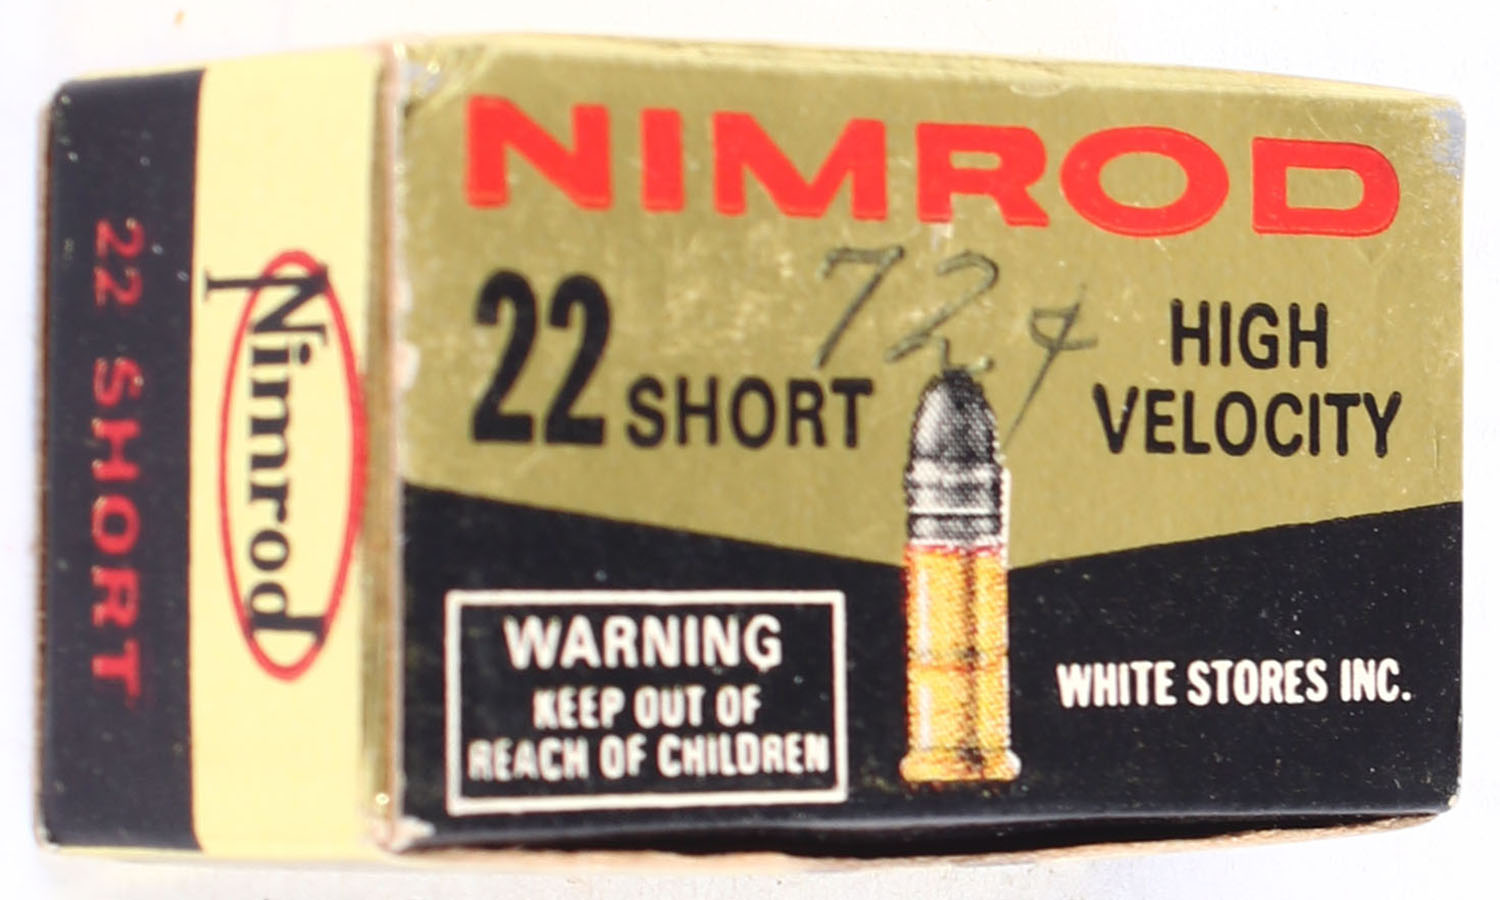 NIMROD
22 SHORT
72¢
HIGH
VELOCITY
WARNING
KEEP OUT OF
REACH OF CHILDREN
WHITE STORES INC.
Nimrod
22 SHORT